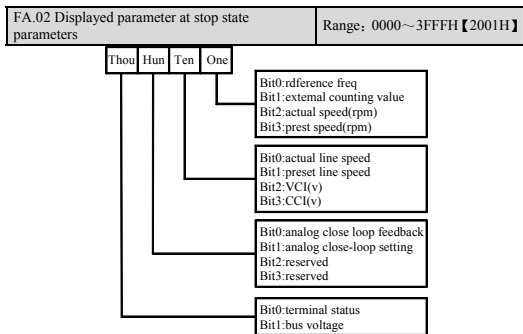 FA.02 Displayed parameter at stop state
parameters
Range：0000～3FFFH【2001H】
Thou Hun Ten One
Bit0:rdference freq
Bit1:external counting value
Bit2:actual speed(rpm)
Bit3:prest speed(rpm)
Bit0:actual line speed
Bit1:preset line speed
Bit2:VCI(v)
Bit3:CCI(v)
Bit0:analog close loop feedback
Bit1:analog close-loop setting
Bit2:reserved
Bit3:reserved
Bit0:terminal status
Bit1:bus voltage